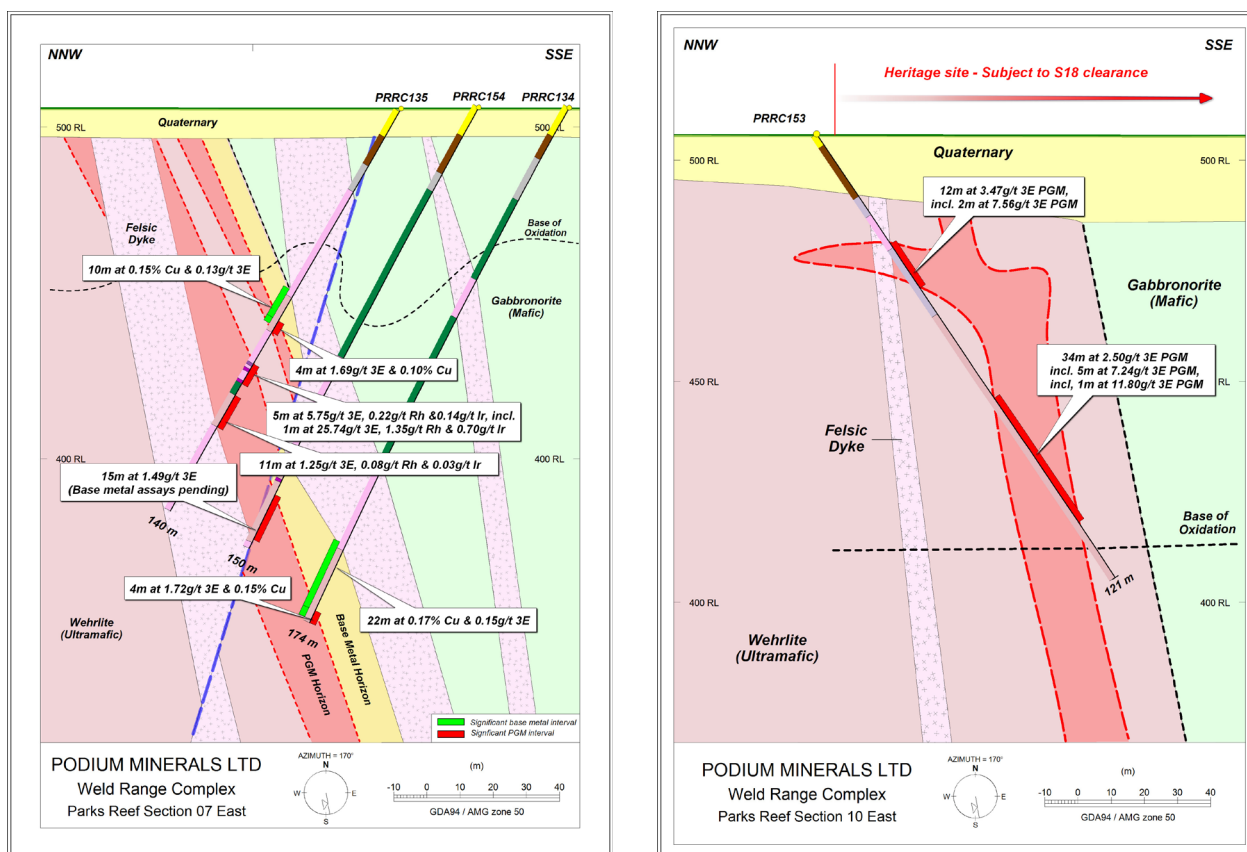 NNW
SSE
PRRC135
PRRC154
PRRC134
500 RL
Quaternary
500 RL
Felsic
Dyke
Base of
Oxidation
10m at 0.15% Cu & 0.13g/t 3E
Gabbronorite
(Mafic)
4m at 1.69g/t 3E & 0.10% Cu
5m at 5.75g/t 3E, 0.22g/t Rh &0.14g/t Ir, incl.
1m at 25.74g/t 3E, 1.35g/t Rh & 0.70g/t Ir
400 RL
11m at 1.25g/t 3E, 0.08g/t Rh & 0.03g/t Ir
400 RL
15m at 1.49g/t 3E
(Base metal assays pending)
140 m
150 m
4m at 1.72g/t 3E & 0.15% Cu
22m at 0.17% Cu & 0.15g/t 3E
Wehrlite
(Ultramafic)
174 m
PGM Horizon
Base Metal Horizon
Significant base metal interval
Significant PGM interval
PODIUM MINERALS LTD
Weld Range Complex
Parks Reef Section 07 East
AZIMUTH = 170°
N
W
E
S
(m)
-10 0 10 20 30 40
GDA94 / AMG zone 50
NNW
SSE
Heritage site - Subject to S18 clearance
PRRC153
500 RL
Quaternary
500 RL
12m at 3.47g/t 3E PGM,
incl. 2m at 7.56g/t 3E PGM
Gabbronorite
(Mafic)
34m at 2.50g/t 3E PGM
incl. 5m at 7.24g/t 3E PGM,
incl, 1m at 11.80g/t 3E PGM
450 RL
450 RL
Felsic
Dyke
Base of
Oxidation
121 m
400 RL
400 RL
Wehrlite
(Ultramafic)
PODIUM MINERALS LTD
Weld Range Complex
Parks Reef Section 10 East
AZIMUTH = 170°
N
W
E
S
(m)
-10 0 10 20 30 40
GDA94 / AMG zone 50